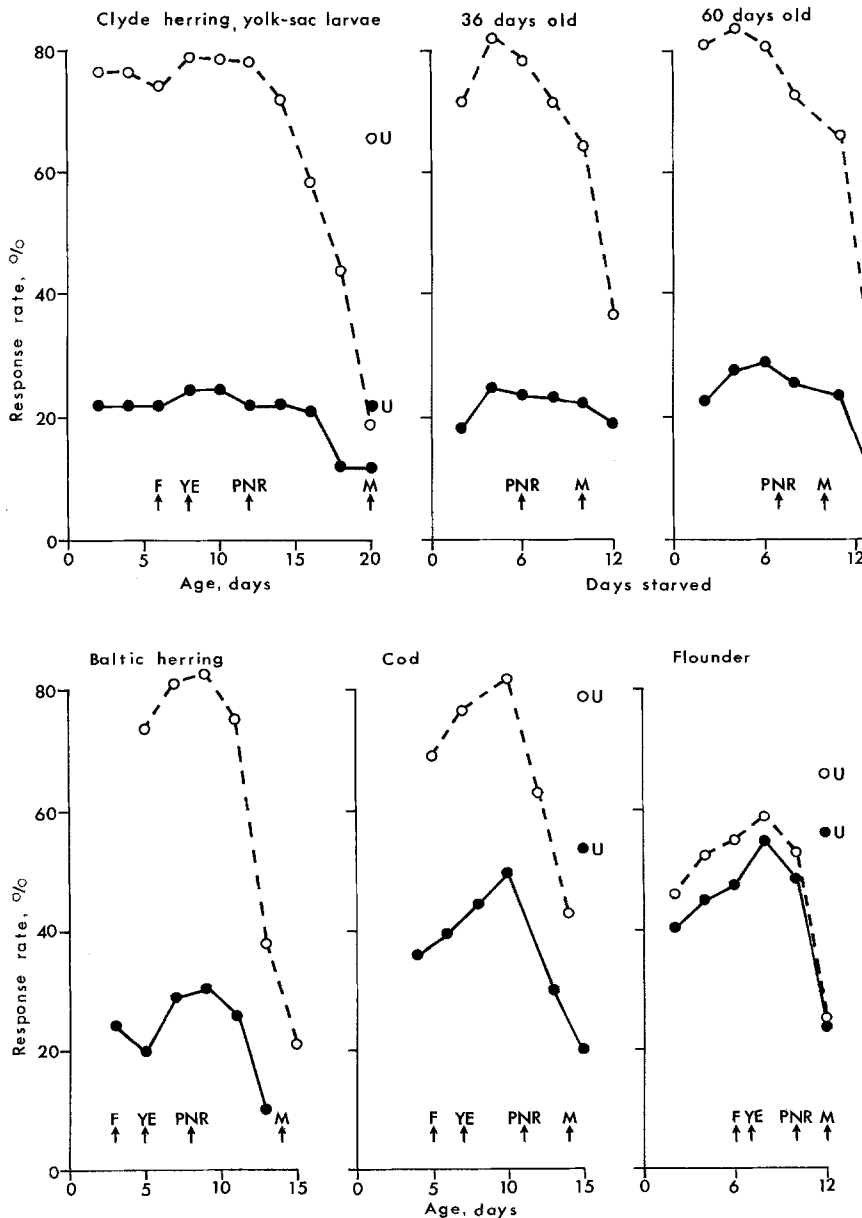 Clyde herring, yolk-sac larvae
36 days old
60 days old
Response rate, %
80
60
40
20
0
U
U
F YE PNR M
PNR M
PNR M
0 5 10 15 20
0 6 12
0 6 12
Age, days
Days starved
Baltic herring
Cod
Flounder
Response rate, %
80
60
40
20
0
U
U
U
U
F YE PNR M
F YE PNR M
F YE PNR M
0 5 10 15
0 5 10 15
0 6 12
Age, days